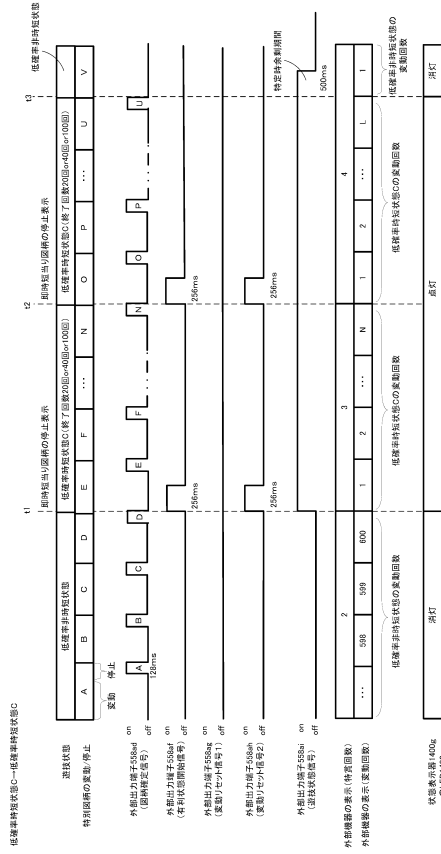 低確率時短状態C→低確率時短状態C
遊技状態
低確率非時短状態
低確率時短状態C(終了回数20回or40回or100回)
低確率時短状態C(終了回数20回or40回or100回)
低確率非時短状態
t1
即時短当り図柄の停止表示
t2
即時短当り図柄の停止表示
t3
特別図柄の変動/停止
A B C D E F ・・・ N O P ・・・ U V
変動
停止
外部出力端子558ad
(図柄確定信号)
on
off
A B C D E F N O P U
128ms
外部出力端子558af
(有利状態開始信号)
on
off
256ms
256ms
外部出力端子558ag
(変動リセット信号1)
on
off
外部出力端子558ah
(変動リセット信号2)
on
off
256ms
256ms
外部出力端子558ai
(遊技状態信号)
on
off
特定時余剰期間
500ms
外部機器の表示(特賞回数)
2 3 4
外部機器の表示(変動回数)
・・・ 598 599 600 1 2 ・・・ N 1 2 ・・・ L 1
低確率非時短状態の変動回数
低確率時短状態Cの変動回数
低確率時短状態Cの変動回数
低確率非時短状態の
変動回数
状態表示器1400g
消灯
点灯
消灯